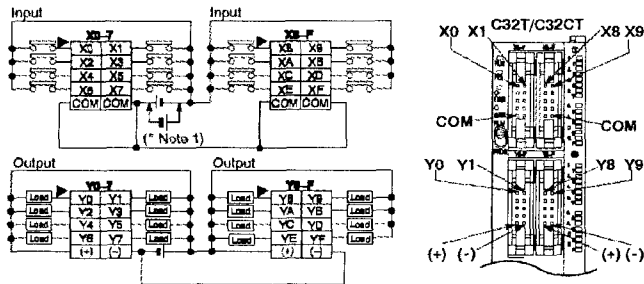 Input
Input
X0–7
X0 X1
X2 X3
X4 X5
X6 X7
COM COM
X8–F
X8 X9
XA XB
XC XD
XE XF
COM COM
(* Note 1)
Output
Output
Y0–7
Load Y0 Y1 Load
Load Y2 Y3 Load
Load Y4 Y5 Load
Load Y6 Y7 Load
(+) (-)
Y8–F
Load Y8 Y9 Load
Load YA YB Load
Load YC YD Load
Load YE YF Load
(+) (-)
C32T/C32CT
X0 X1
X8 X9
COM
COM
Y0 Y1
Y8 Y9
(+) (-)
(+) (-)